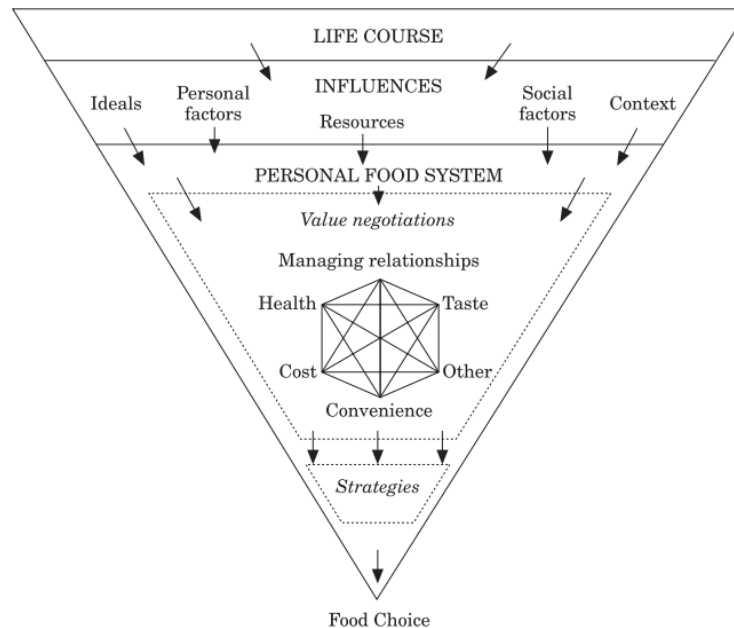 LIFE COURSE
INFLUENCES
Ideals
Personal
factors
Resources
Social
factors
Context
PERSONAL FOOD SYSTEM
Value negotiations
Managing relationships
Health
Taste
Cost
Other
Convenience
Strategies
Food Choice